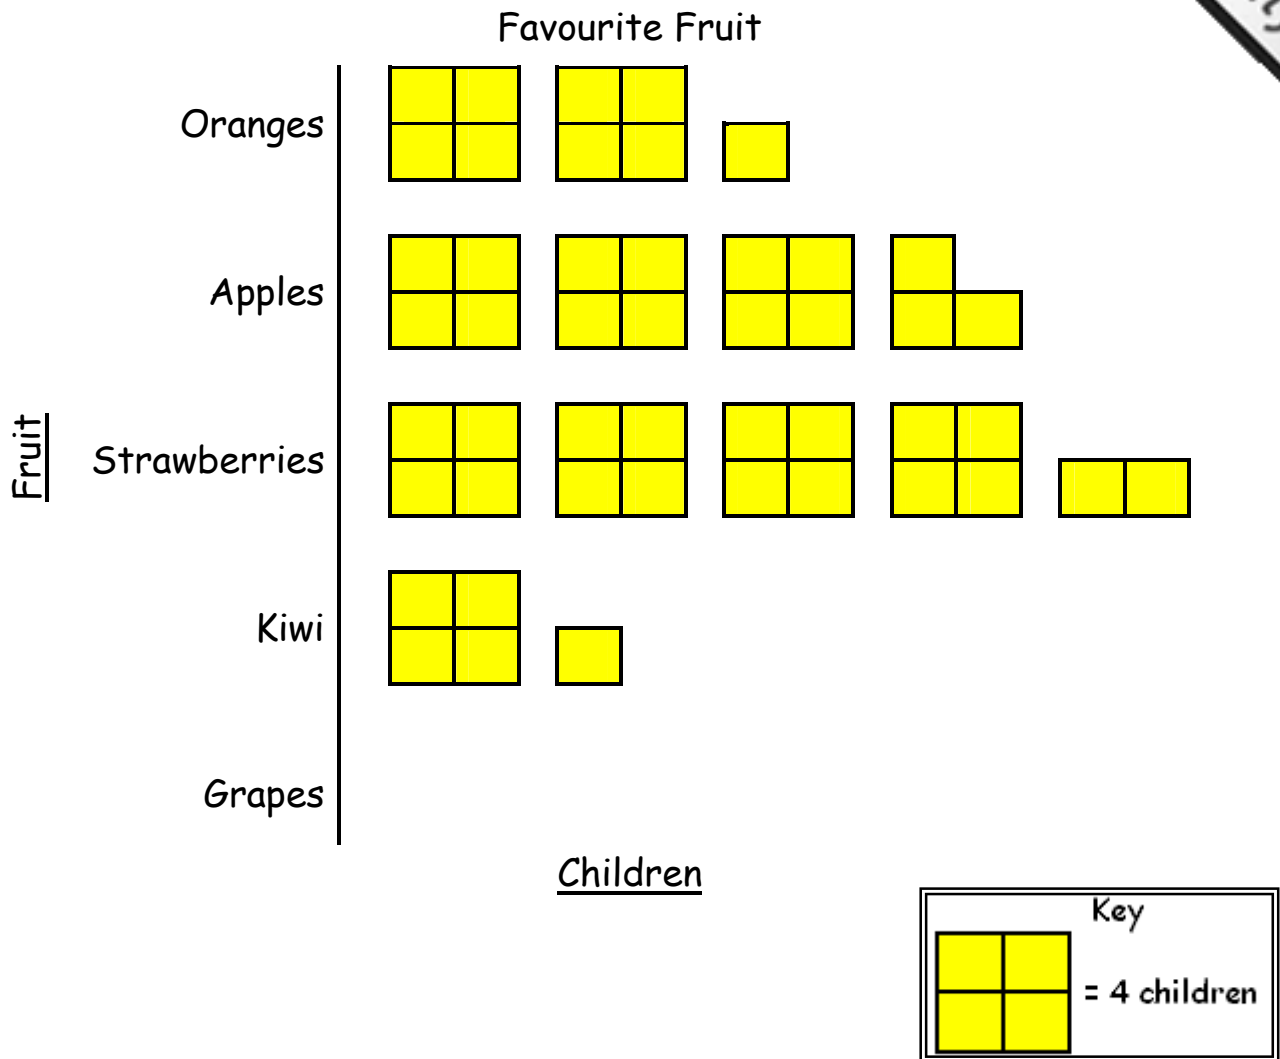 Favourite Fruit
Oranges
Apples
Strawberries
Kiwi
Grapes
Fruit
Children
Key
= 4 children